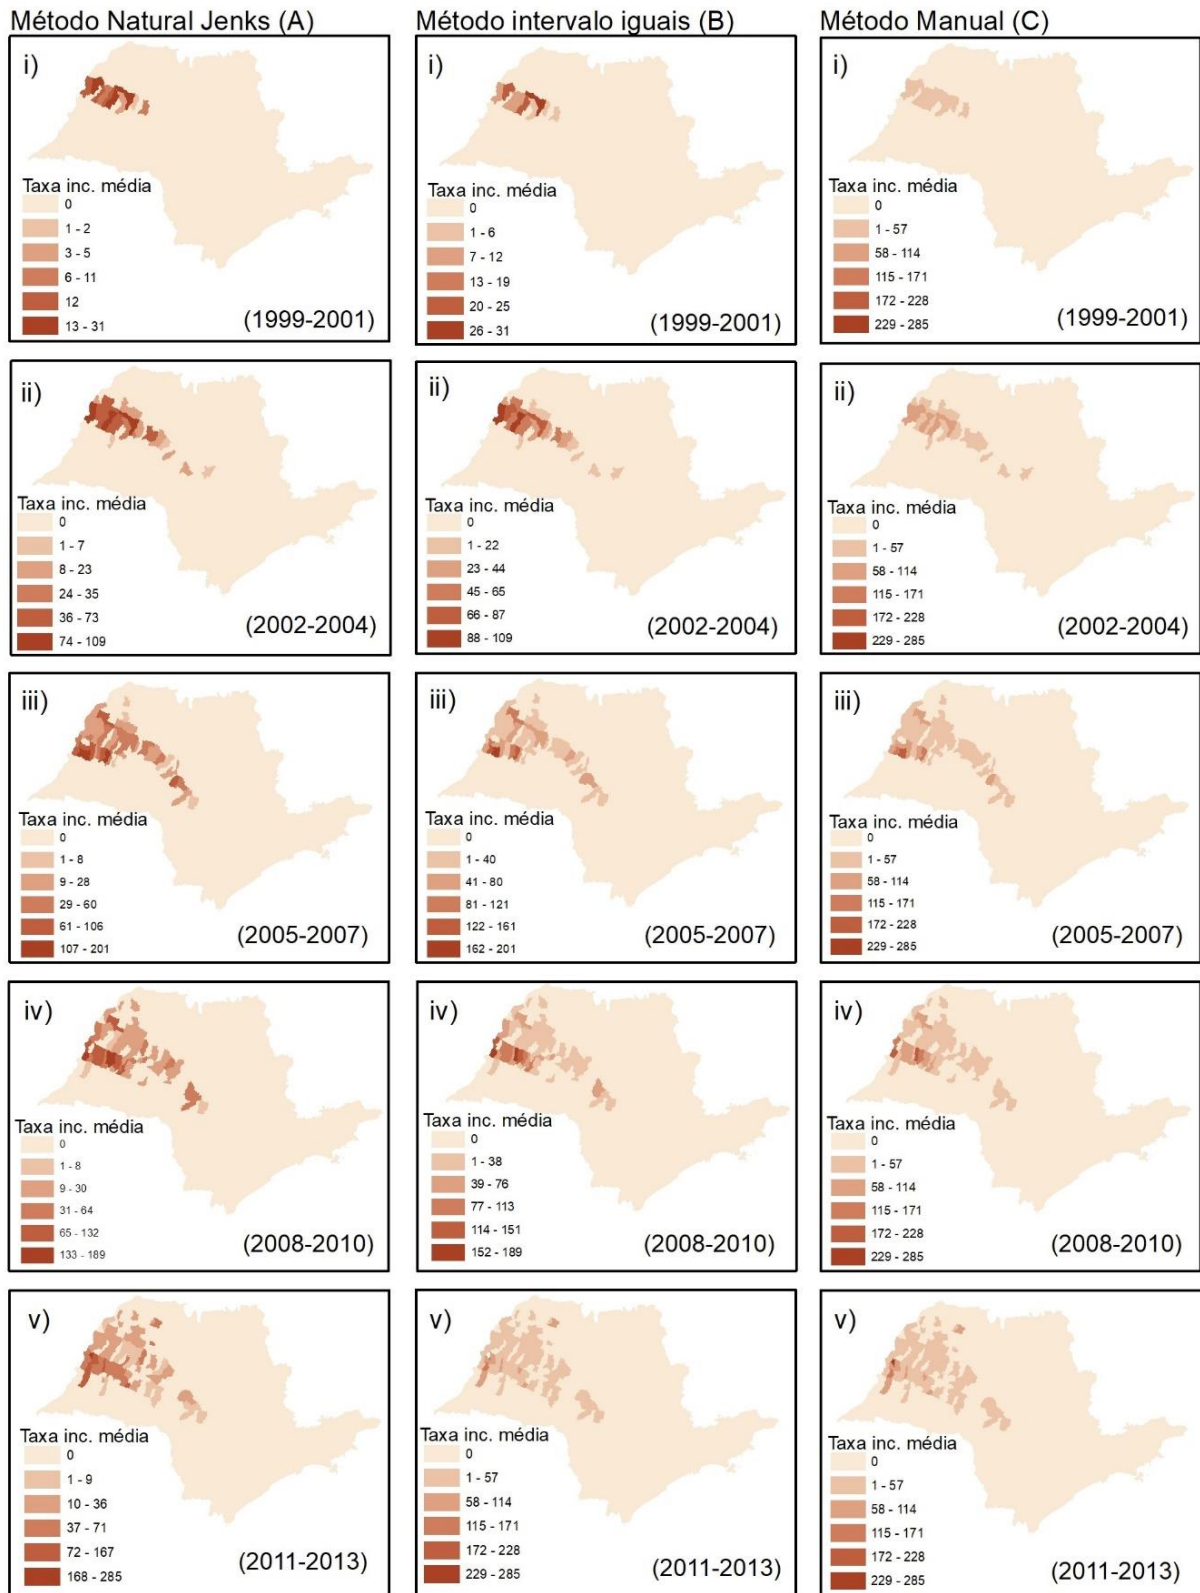 Método Natural Jenks (A)
Método intervalo iguais (B)
Método Manual (C)
i)
Taxa inc. média
0
1 - 2
3 - 5
6 - 11
12
13 - 31
(1999-2001)
i)
Taxa inc. média
0
1 - 6
7 - 12
13 - 19
20 - 25
26 - 31
(1999-2001)
i)
Taxa inc. média
0
1 - 57
58 - 114
115 - 171
172 - 228
229 - 285
(1999-2001)
ii)
Taxa inc. média
0
1 - 7
8 - 23
24 - 35
36 - 73
74 - 109
(2002-2004)
ii)
Taxa inc. média
0
1 - 22
23 - 44
45 - 65
66 - 87
88 - 109
(2002-2004)
ii)
Taxa inc. média
0
1 - 57
58 - 114
115 - 171
172 - 228
229 - 285
(2002-2004)
iii)
Taxa inc. média
0
1 - 8
9 - 28
29 - 60
61 - 106
107 - 201
(2005-2007)
iii)
Taxa inc. média
0
1 - 40
41 - 80
81 - 121
122 - 161
162 - 201
(2005-2007)
iii)
Taxa inc. média
0
1 - 57
58 - 114
115 - 171
172 - 228
229 - 285
(2005-2007)
iv)
Taxa inc. média
0
1 - 8
9 - 30
31 - 64
65 - 132
133 - 189
(2008-2010)
iv)
Taxa inc. média
0
1 - 38
39 - 76
77 - 113
114 - 151
152 - 189
(2008-2010)
iv)
Taxa inc. média
0
1 - 57
58 - 114
115 - 171
172 - 228
229 - 285
(2008-2010)
v)
Taxa inc. média
0
1 - 9
10 - 36
37 - 71
72 - 167
168 - 285
(2011-2013)
v)
Taxa inc. média
0
1 - 57
58 - 114
115 - 171
172 - 228
229 - 285
(2011-2013)
v)
Taxa inc. média
0
1 - 57
58 - 114
115 - 171
172 - 228
229 - 285
(2011-2013)